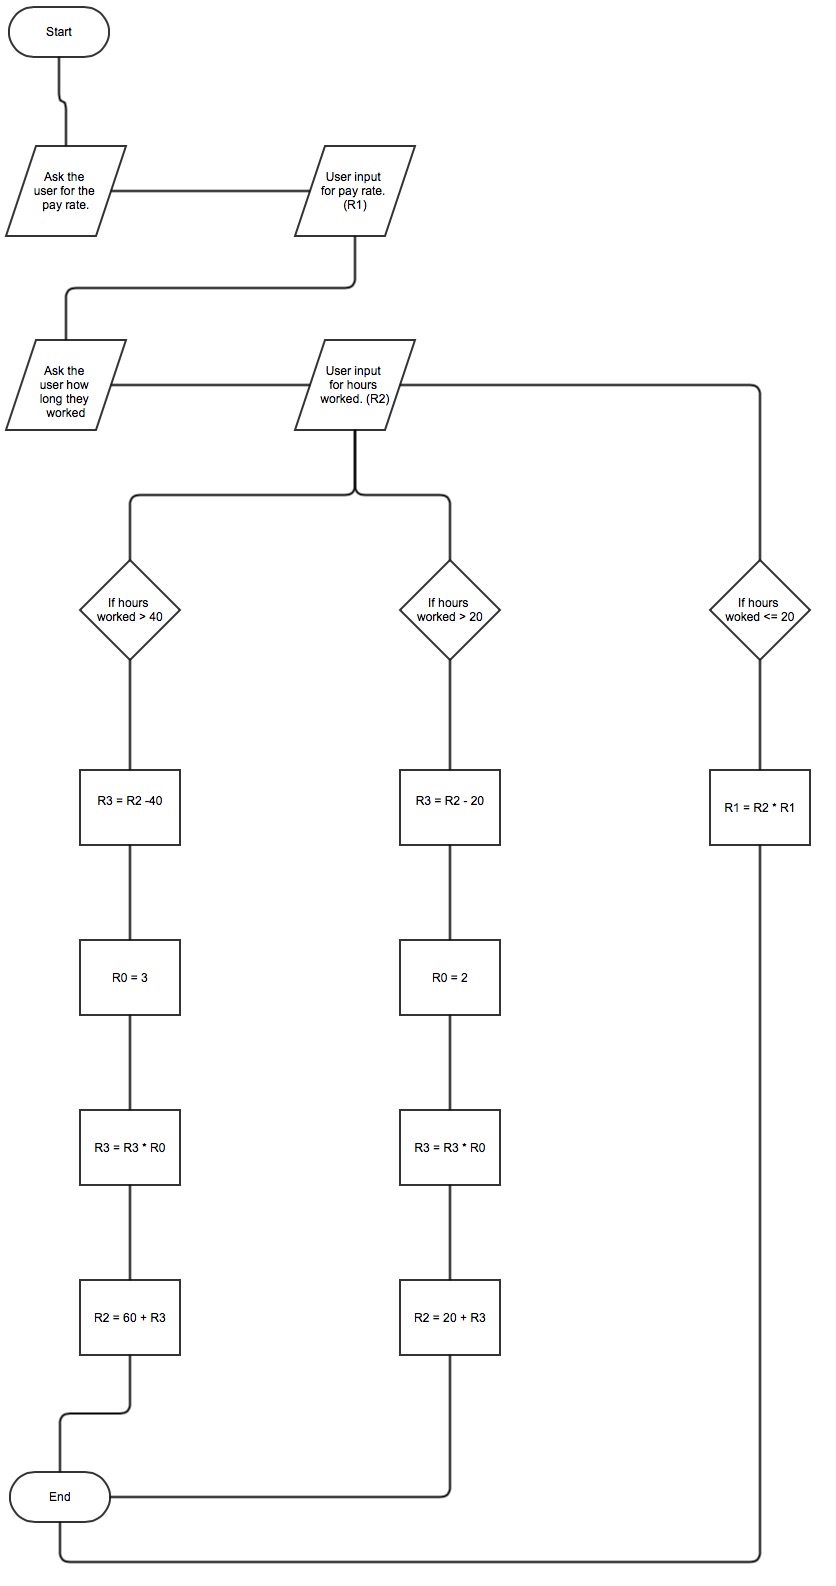 Start
Ask the
user for the
pay rate.
User input
for pay rate.
(R1)
Ask the
user how
long they
worked
User input
for hours
worked. (R2)
If hours
worked > 40
If hours
worked > 20
If hours
woked <= 20
R3 = R2 -40
R3 = R2 - 20
R1 = R2 * R1
R0 = 3
R0 = 2
R3 = R3 * R0
R3 = R3 * R0
R2 = 60 + R3
R2 = 20 + R3
End